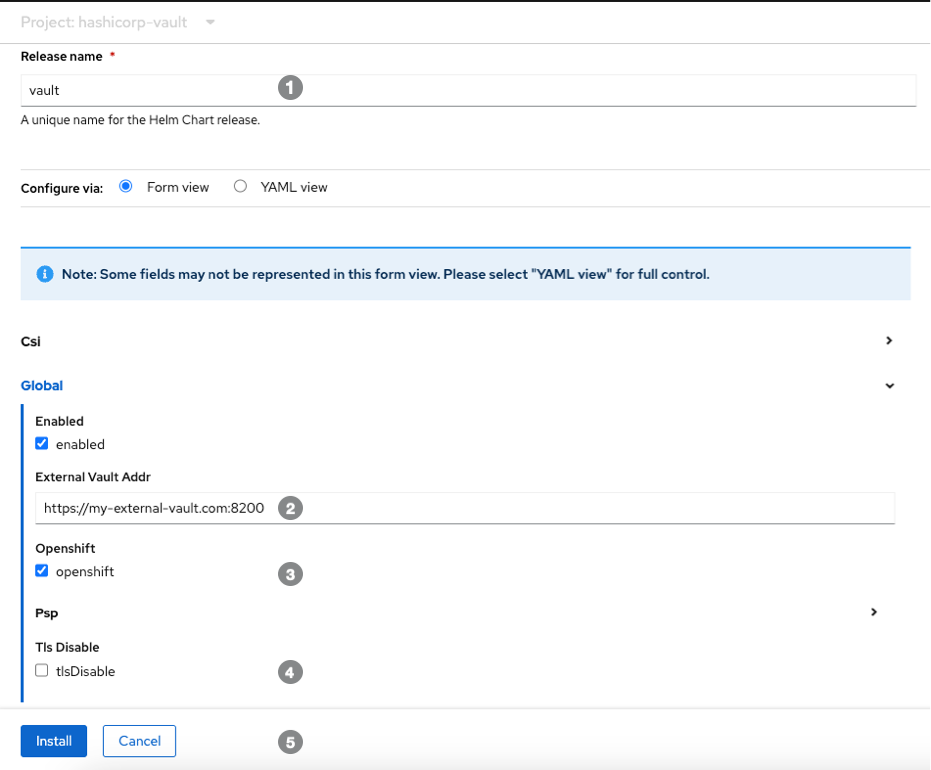 Project: hashicorp-vault
Release name *
vault 1
A unique name for the Helm Chart release.
Configure via: Form view YAML view
Note: Some fields may not be represented in this form view. Please select "YAML view" for full control.
Csi
Global
Enabled
enabled
External Vault Addr
https://my-external-vault.com:8200 2
Openshift
openshift 3
Psp
Tls Disable
tlsDisable 4
Install Cancel 5